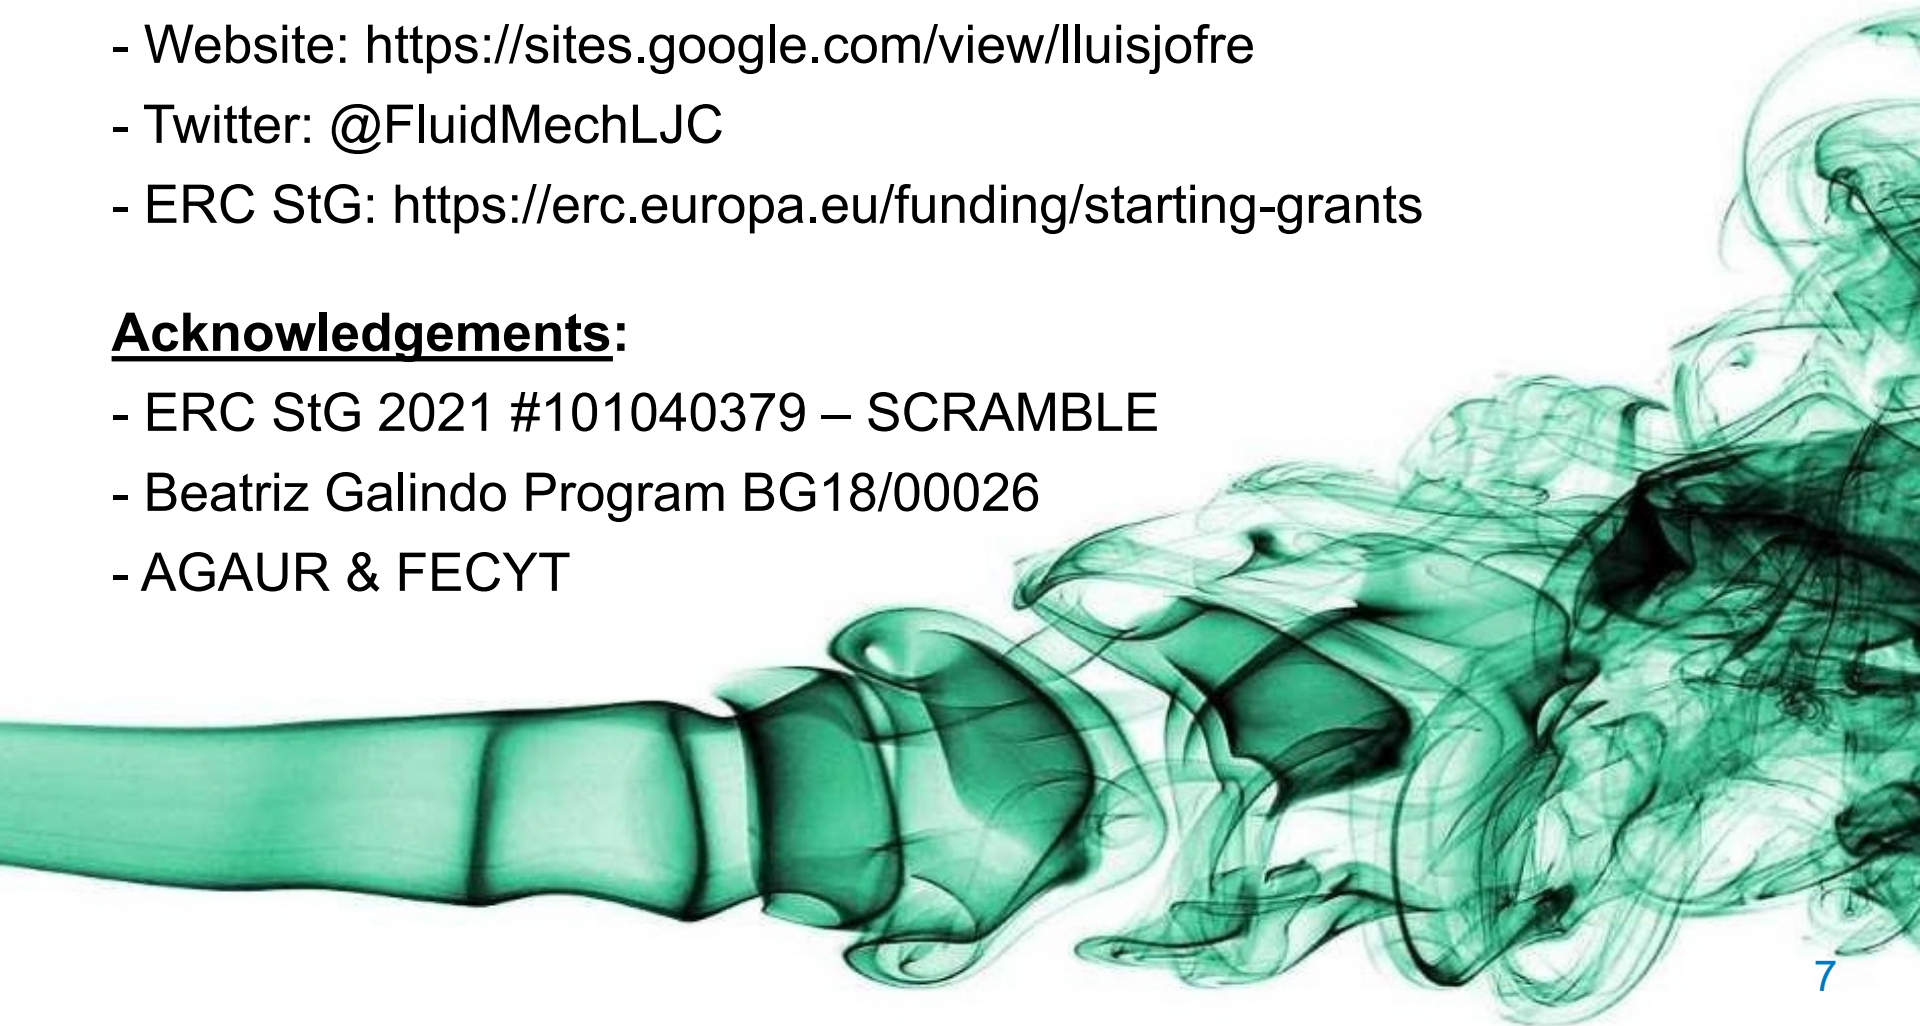 - Website: https://sites.google.com/view/lluisjofre
- Twitter: @FluidMechLJC
- ERC StG: https://erc.europa.eu/funding/starting-grants
Acknowledgements:
- ERC StG 2021 #101040379 – SCRAMBLE
- Beatriz Galindo Program BG18/00026
- AGAUR & FECYT
7